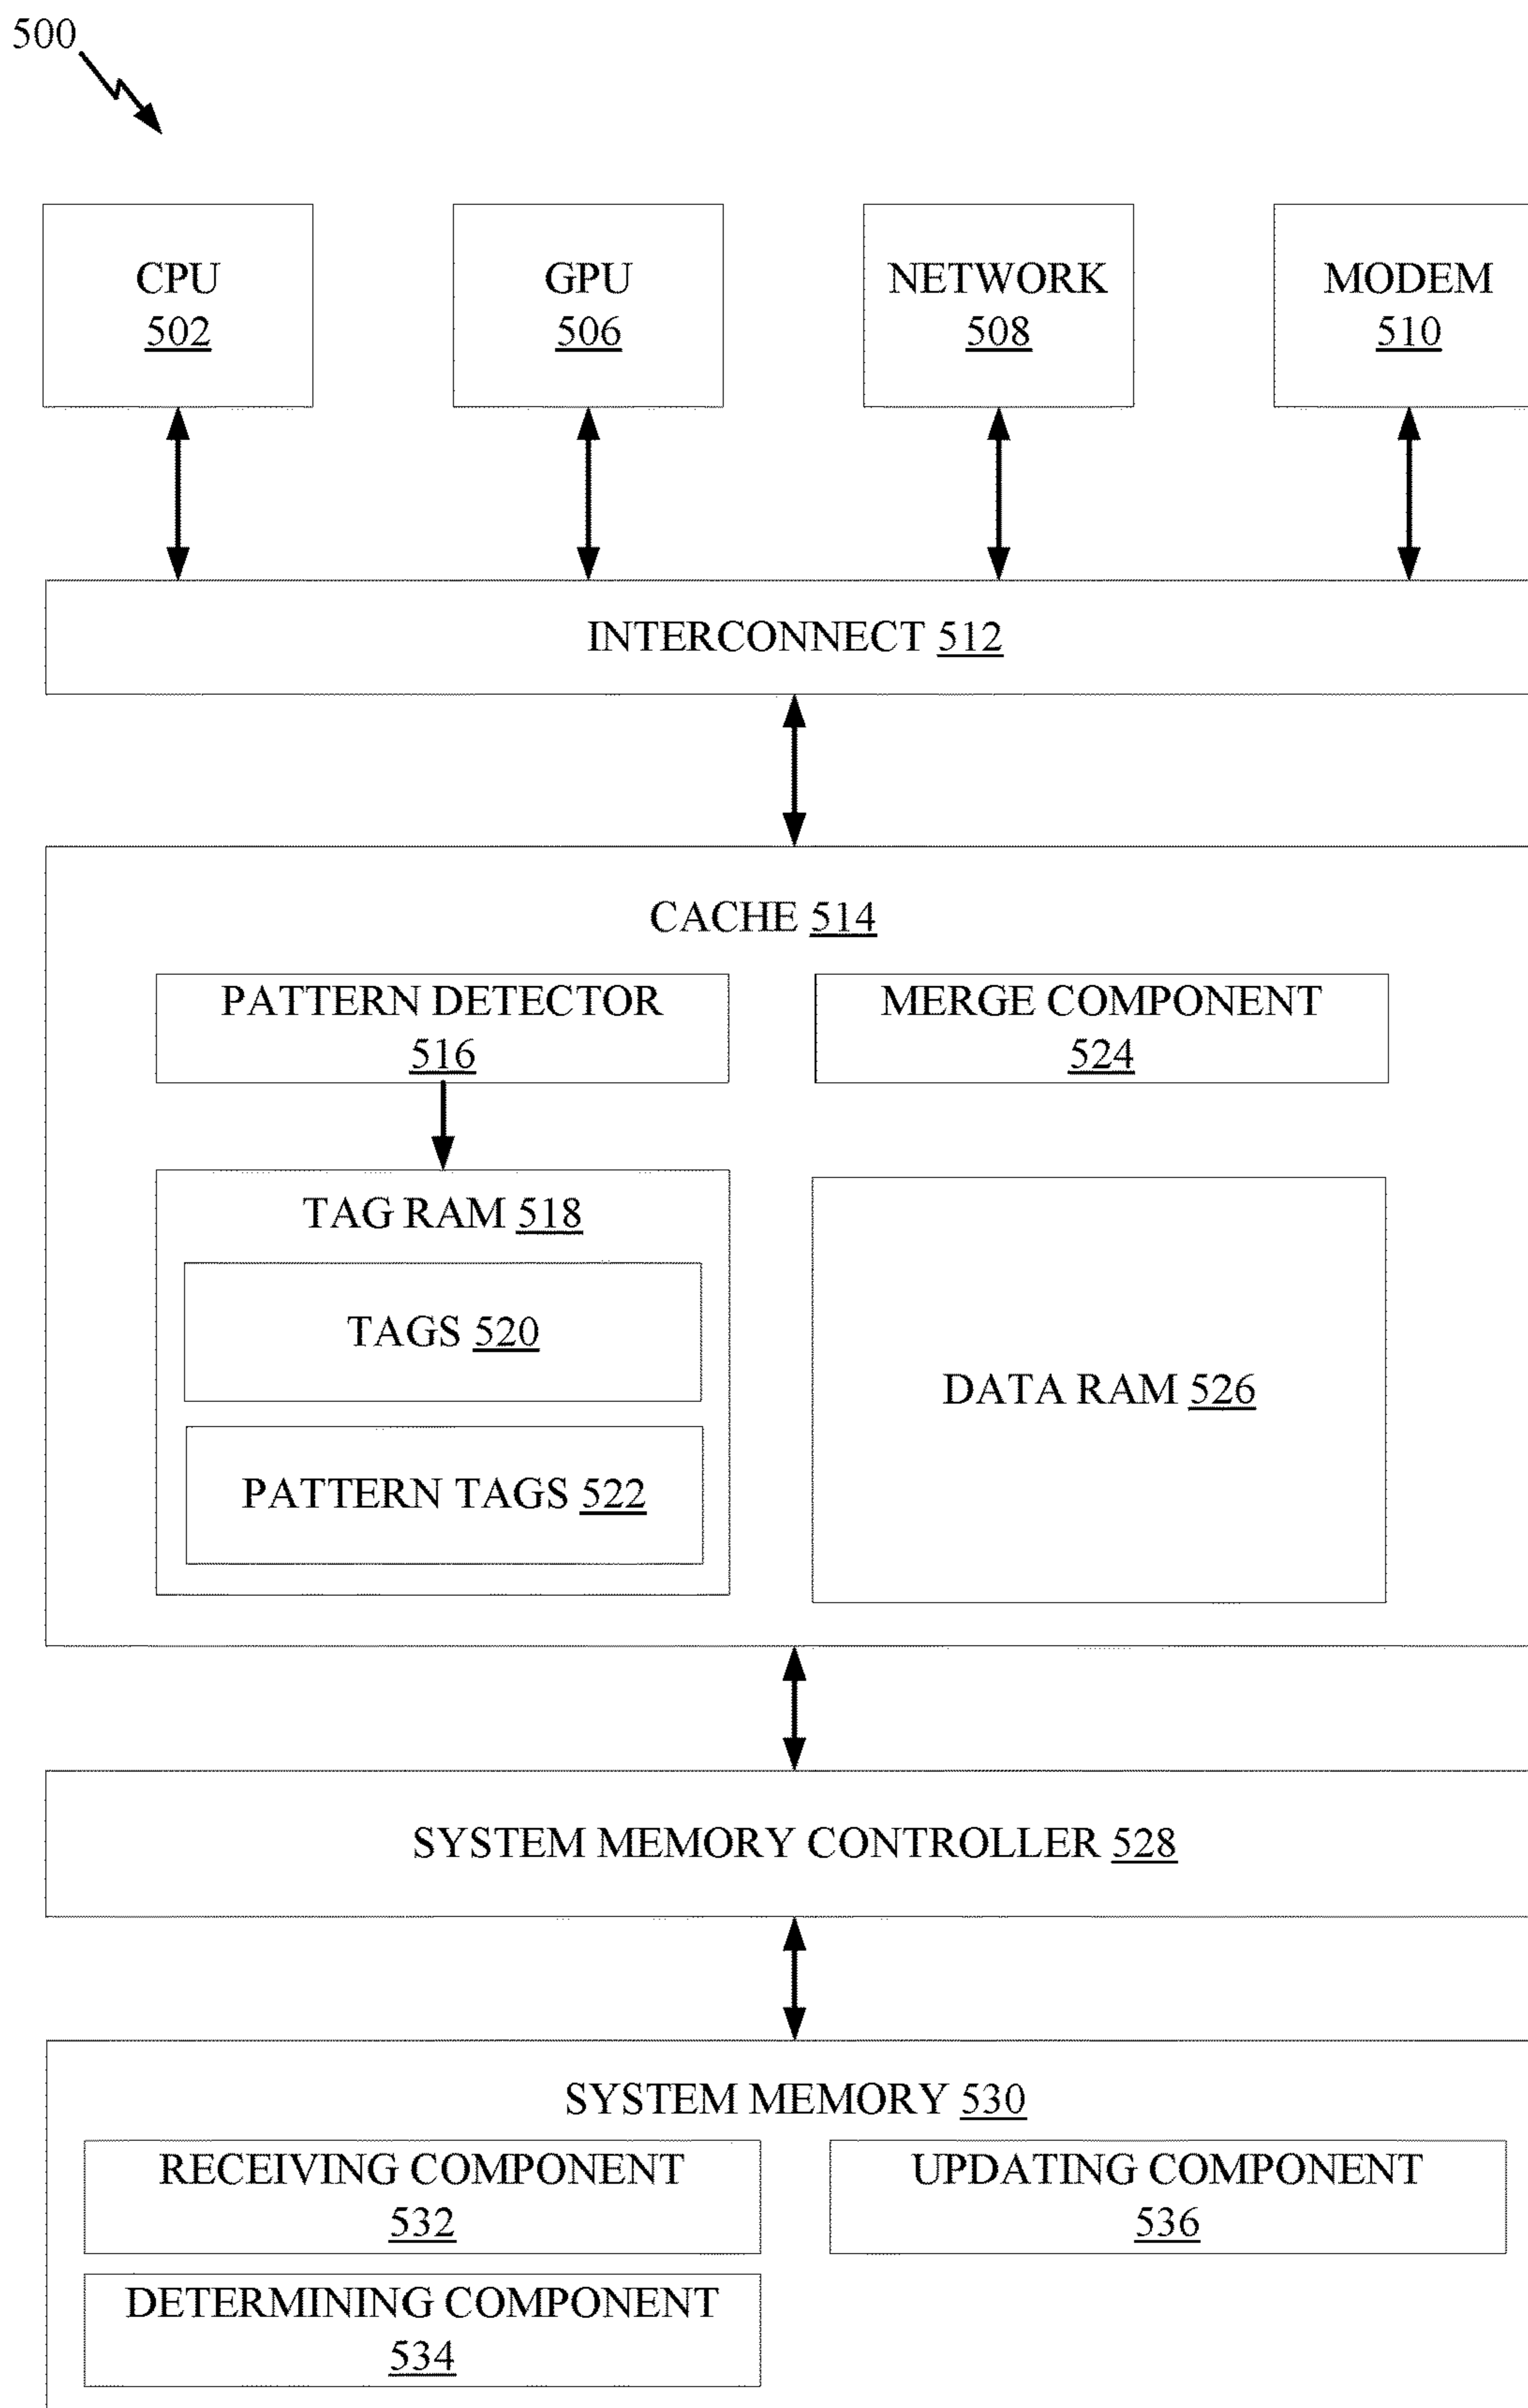 500
CPU
502
GPU
506
NETWORK
508
MODEM
510
INTERCONNECT 512
CACHE 514
PATTERN DETECTOR
516
MERGE COMPONENT
524
TAG RAM 518
TAGS 520
PATTERN TAGS 522
DATA RAM 526
SYSTEM MEMORY CONTROLLER 528
SYSTEM MEMORY 530
RECEIVING COMPONENT
532
UPDATING COMPONENT
536
DETERMINING COMPONENT
534